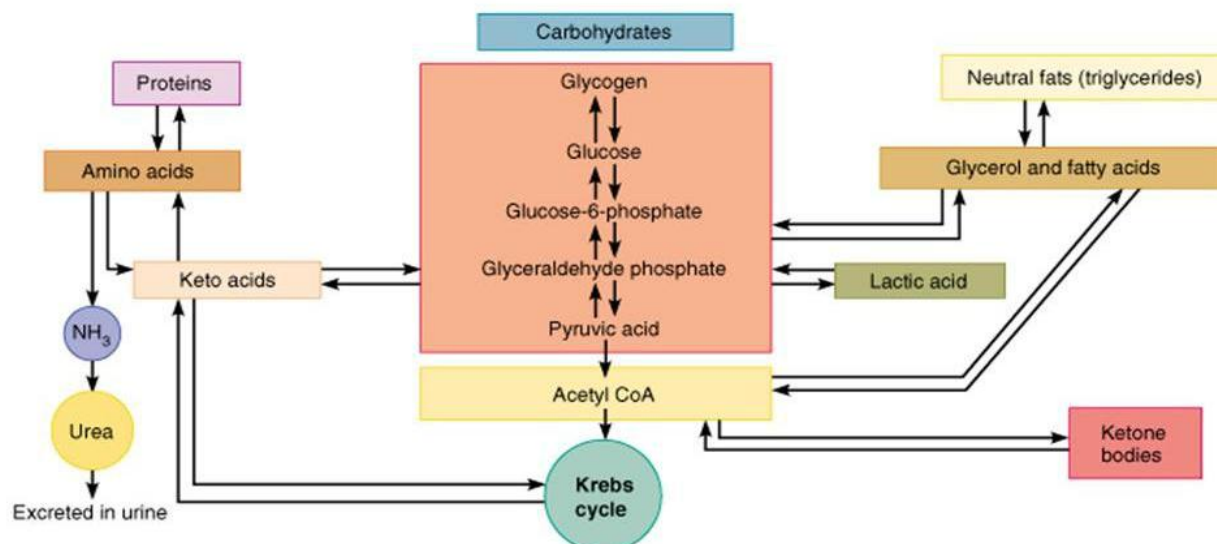 Carbohydrates
Proteins
Glycogen
Neutral fats (triglycerides)
Amino acids
Glucose
Glycerol and fatty acids
Glucose-6-phosphate
Keto acids
Glyceraldehyde phosphate
Lactic acid
NH₃
Pyruvic acid
Acetyl CoA
Urea
Ketone
bodies
Krebs
cycle
Excreted in urine